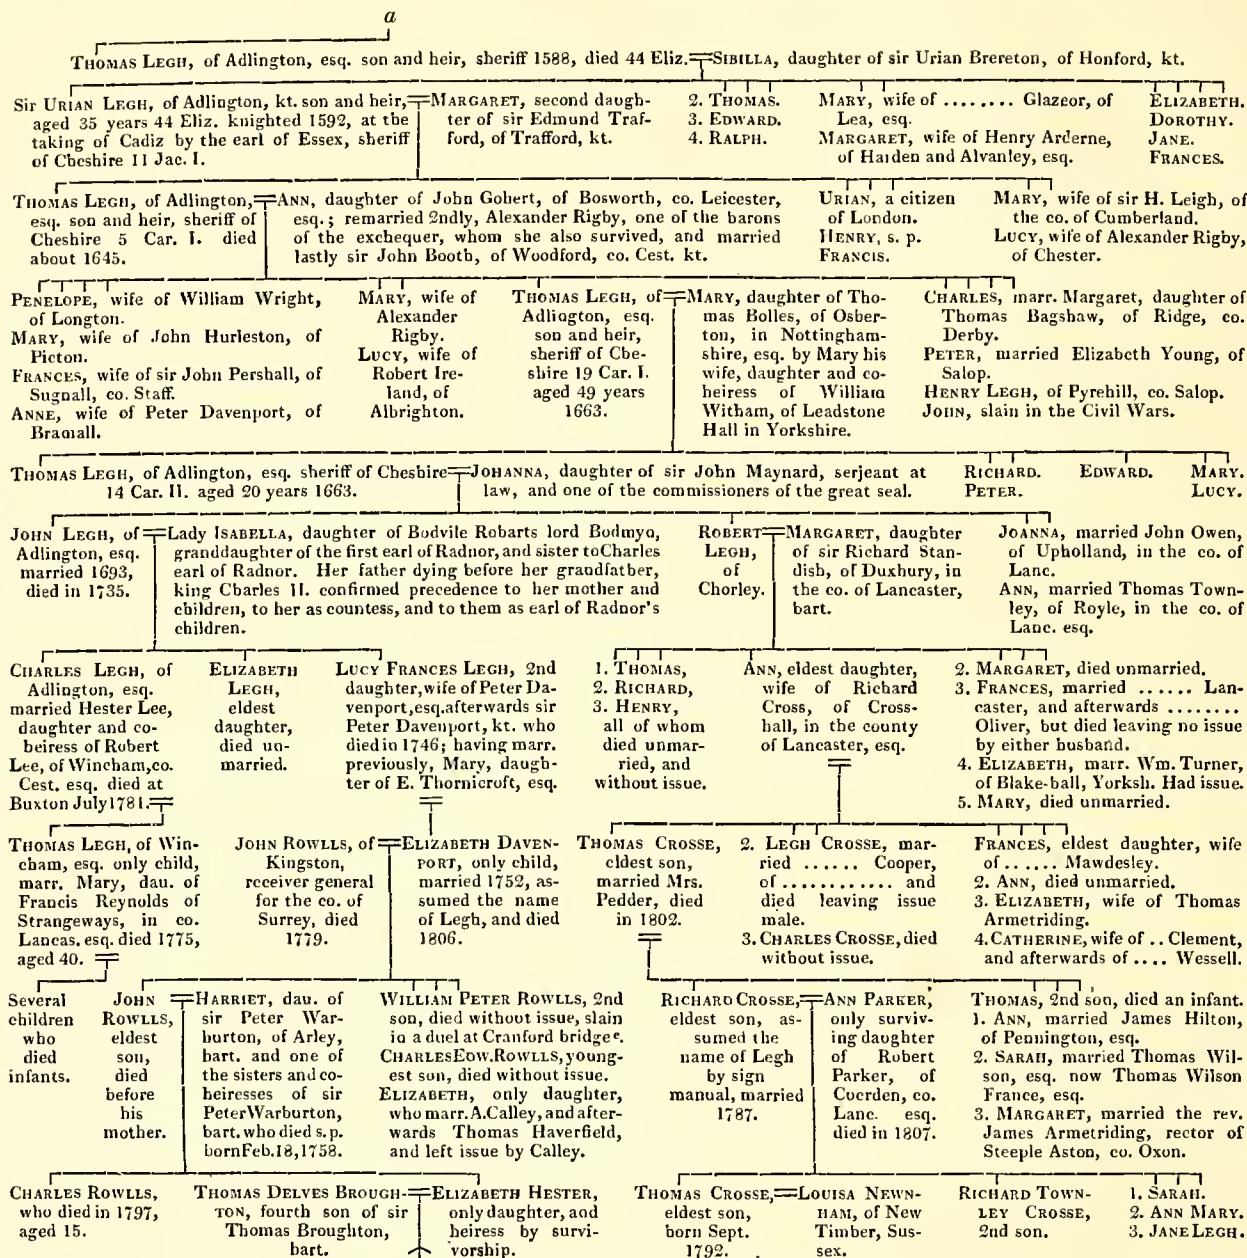 a
THOMAS LEGH, of Adlington, esq. son and heir, sheriff 1588, died 44 Eliz.=SIBILLA, daughter of sir Urian Brereton, of Honford, kt.
Sir URIAN LEGH, of Adlington, kt. son and heir,
aged 35 years 44 Eliz. knighted 1592, at the
taking of Cadiz by the earl of Essex, sheriff
of Cheshire 11 Jac. I.
=MARGARET, second daugh-
ter of sir Edmund Traf-
ford, of Trafford, kt.
2. THOMAS.
3. EDWARD.
4. RALPH.
MARY, wife of ........ Glazeor, of
Lea, esq.
MARGARET, wife of Henry Arderne,
of Harden and Alvanley, esq.
ELIZABETH.
DOROTHY.
JANE.
FRANCES.
THOMAS LEGH, of Adlington,
esq. son and heir, sheriff of
Cheshire 5 Car. I. died
about 1645.
=ANN, daughter of John Gobert, of Bosworth, co. Leicester,
esq.; remarried 2ndly, Alexander Rigby, one of the barons
of the exchequer, whom she also survived, and married
lastly sir John Booth, of Woodford, co. Cest. kt.
URIAN, a citizen
of London.
HENRY, s. p.
FRANCIS.
MARY, wife of sir H. Leigh, of
the co. of Cumberland.
LUCY, wife of Alexander Rigby,
of Chester.
PENELOPE, wife of William Wright,
of Longton.
MARY, wife of John Hurleston, of
Picton.
FRANCES, wife of sir John Pershall, of
Sugnall, co. Staff.
ANNE, wife of Peter Davenport, of
Bramall.
MARY, wife of
Alexander
Rigby.
LUCY, wife of
Robert Ire-
land, of
Albrighton.
THOMAS LEGH, of
Adlington, esq.
son and heir,
sheriff of Che-
shire 19 Car. I.
aged 49 years
1663.
=MARY, daughter of Tho-
mas Bolles, of Osber-
ton, in Nottingham-
shire, esq. by Mary his
wife, daughter and co-
heiress of William
Witham, of Leadstone
Hall in Yorkshire.
CHARLES, marr. Margaret, daughter of
Thomas Bagshaw, of Ridge, co.
Derby.
PETER, married Elizabeth Young, of
Salop.
HENRY LEGH, of Pyrehill, co. Salop.
JOHN, slain in the Civil Wars.
THOMAS LEGH, of Adlington, esq. sheriff of Cheshire
14 Car. II. aged 20 years 1663.
=JOHANNA, daughter of sir John Maynard, serjeant at
law, and one of the commissioners of the great seal.
RICHARD.
PETER.
EDWARD.
MARY.
LUCY.
JOHN LEGH, of
Adlington, esq.
married 1693,
died in 1735.
=Lady ISABELLA, daughter of Bodvile Robarts lord Bodmyn,
granddaughter of the first earl of Radnor, and sister to Charles
earl of Radnor. Her father dying before her grandfather,
king Charles II. confirmed precedence to her mother and
children, to her as countess, and to them as earl of Radnor's
children.
ROBERT
LEGH,
of
Chorley.
=MARGARET, daughter
of sir Richard Stan-
dish, of Duxbury, in
the co. of Lancaster,
bart.
JOANNA, married John Owen,
of Upholland, in the co. of
Lanc.
ANN, married Thomas Town-
ley, of Royle, in the co. of
Lanc. esq.
CHARLES LEGH, of
Adlington, esq.
married Hester Lee,
daughter and co-
heiress of Robert
Lee, of Wincham, co.
Cest. esq. died at
Buxton July 1781.=
ELIZABETH
LEGH,
eldest
daughter,
died un-
married.
LUCY FRANCES LEGH, 2nd
daughter, wife of Peter Da-
venport, esq. afterwards sir
Peter Davenport, kt. who
died in 1746; having marr.
previously, Mary, daugh-
ter of E. Thornicroft, esq.
1. THOMAS,
2. RICHARD,
3. HENRY,
all of whom
died unmar-
ried, and
without issue.
ANN, eldest daughter,
wife of Richard
Cross, of Cross-
hall, in the county
of Lancaster, esq.
2. MARGARET, died unmarried.
3. FRANCES, married ...... Lan-
caster, and afterwards ........
Oliver, but died leaving no issue
by either husband.
4. ELIZABETH, marr. Wm. Turner,
of Blake-hall, Yorksh. Had issue.
5. MARY, died unmarried.
THOMAS LEGH, of Win-
cham, esq. only child,
marr. Mary, dau. of
Francis Reynolds of
Strangeways, in co.
Lancas. esq. died 1775,
aged 40. =
JOHN ROWLLS, of
Kingston,
receiver general
for the co. of
Surrey, died
1779.
=ELIZABETH DAVEN-
PORT, only child,
married 1752, as-
sumed the name
of Legh, and died
1806.
THOMAS CROSSE,
eldest son,
married Mrs.
Pedder, died
in 1802.
2. LEGH CROSSE, mar-
ried ...... Cooper,
of ............ and
died leaving issue
male.
3. CHARLES CROSSE, died
without issue.
FRANCES, eldest daughter, wife
of ...... Mawdesley.
2. ANN, died unmarried.
3. ELIZABETH, wife of Thomas
Armetriding.
4. CATHERINE, wife of .. Clement,
and afterwards of .... Wessell.
Several
children
who
died
infants.
JOHN
ROWLLS,
eldest
son,
died
before
his
mother.
=HARRIET, dau. of
sir Peter War-
burton, of Arley,
bart. and one of
the sisters and co-
heiresses of sir
Peter Warburton,
bart. who died s. p.
born Feb. 18, 1758.
WILLIAM PETER ROWLLS, 2nd
son, died without issue, slain
in a duel at Cranford bridge e.
CHARLES EDW. ROWLLS, young-
est son, died without issue.
ELIZABETH, only daughter,
who marr. A. Calley, and after-
wards Thomas Haverfield,
and left issue by Calley.
RICHARD CROSSE,
eldest son, as-
sumed the
name of Legh
by sign
manual, married
1787.
=ANN PARKER,
only surviv-
ing daughter
of Robert
Parker, of
Cuerden, co.
Lanc. esq.
died in 1807.
THOMAS, 2nd son, died an infant.
1. ANN, married James Hilton,
of Pennington, esq.
2. SARAH, married Thomas Wil-
son, esq. now Thomas Wilson
France, esq.
3. MARGARET, married the rev.
James Armetriding, rector of
Steeple Aston, co. Oxon.
CHARLES ROWLLS,
who died in 1797,
aged 15.
THOMAS DELVES BROUGH-
TON, fourth son of sir
Thomas Broughton,
bart.
=ELIZABETH HESTER,
only daughter, and
heiress by survi-
vorship.
THOMAS CROSSE,
eldest son,
born Sept.
1792.
=LOUISA NEWN-
HAM, of New
Timber, Sus-
sex.
RICHARD TOWN-
LEY CROSSE,
2nd son.
1. SARAH.
2. ANN MARY.
3. JANE LEGH.